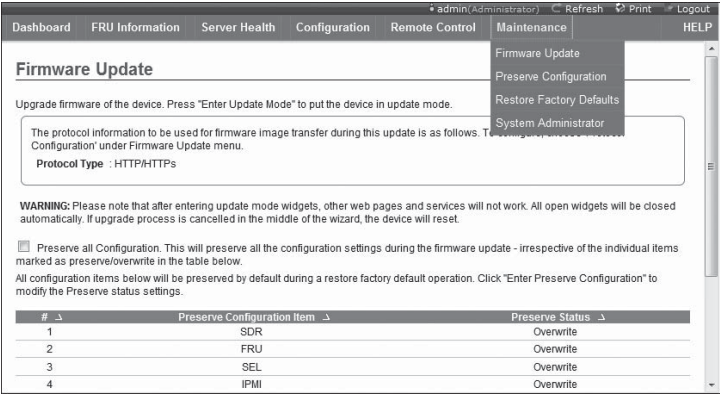 admin(Administrator) Refresh Print Logout
Dashboard FRU Information Server Health Configuration Remote Control Maintenance HELP
Firmware Update
Preserve Configuration
Restore Factory Defaults
System Administrator
Firmware Update
Upgrade firmware of the device. Press "Enter Update Mode" to put the device in update mode.
The protocol information to be used for firmware image transfer during this update is as follows.
Configuration' under Firmware Update menu.
Protocol Type : HTTP/HTTPs
WARNING: Please note that after entering update mode widgets, other web pages and services will not work. All open widgets will be closed
automatically. If upgrade process is cancelled in the middle of the wizard, the device will reset.
Preserve all Configuration. This will preserve all the configuration settings during the firmware update - irrespective of the individual items
marked as preserve/overwrite in the table below.
All configuration items below will be preserved by default during a restore factory default operation. Click "Enter Preserve Configuration" to
modify the Preserve status settings.
# Preserve Configuration Item Preserve Status
1 SDR Overwrite
2 FRU Overwrite
3 SEL Overwrite
4 IPMI Overwrite